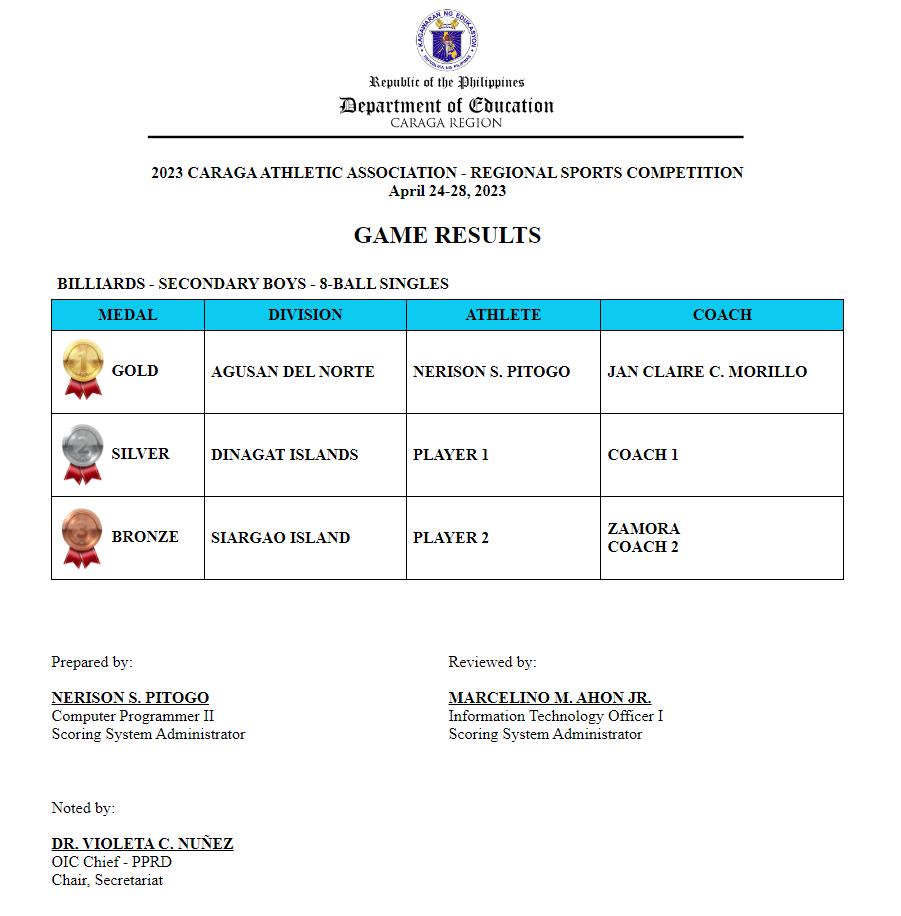 KAGAWARAN NG EDUKASYON
REPUBLIKA NG PILIPINAS
Republic of the Philippines
Department of Education
CARAGA REGION
2023 CARAGA ATHLETIC ASSOCIATION - REGIONAL SPORTS COMPETITION
April 24-28, 2023
GAME RESULTS
BILLIARDS - SECONDARY BOYS - 8-BALL SINGLES
MEDAL DIVISION ATHLETE COACH
1 GOLD AGUSAN DEL NORTE NERISON S. PITOGO JAN CLAIRE C. MORILLO
2 SILVER DINAGAT ISLANDS PLAYER 1 COACH 1
3 BRONZE SIARGAO ISLAND PLAYER 2 ZAMORA
COACH 2
Prepared by: Reviewed by:
NERISON S. PITOGO MARCELINO M. AHON JR.
Computer Programmer II Information Technology Officer I
Scoring System Administrator Scoring System Administrator
Noted by:
DR. VIOLETA C. NUÑEZ
OIC Chief - PPRD
Chair, Secretariat